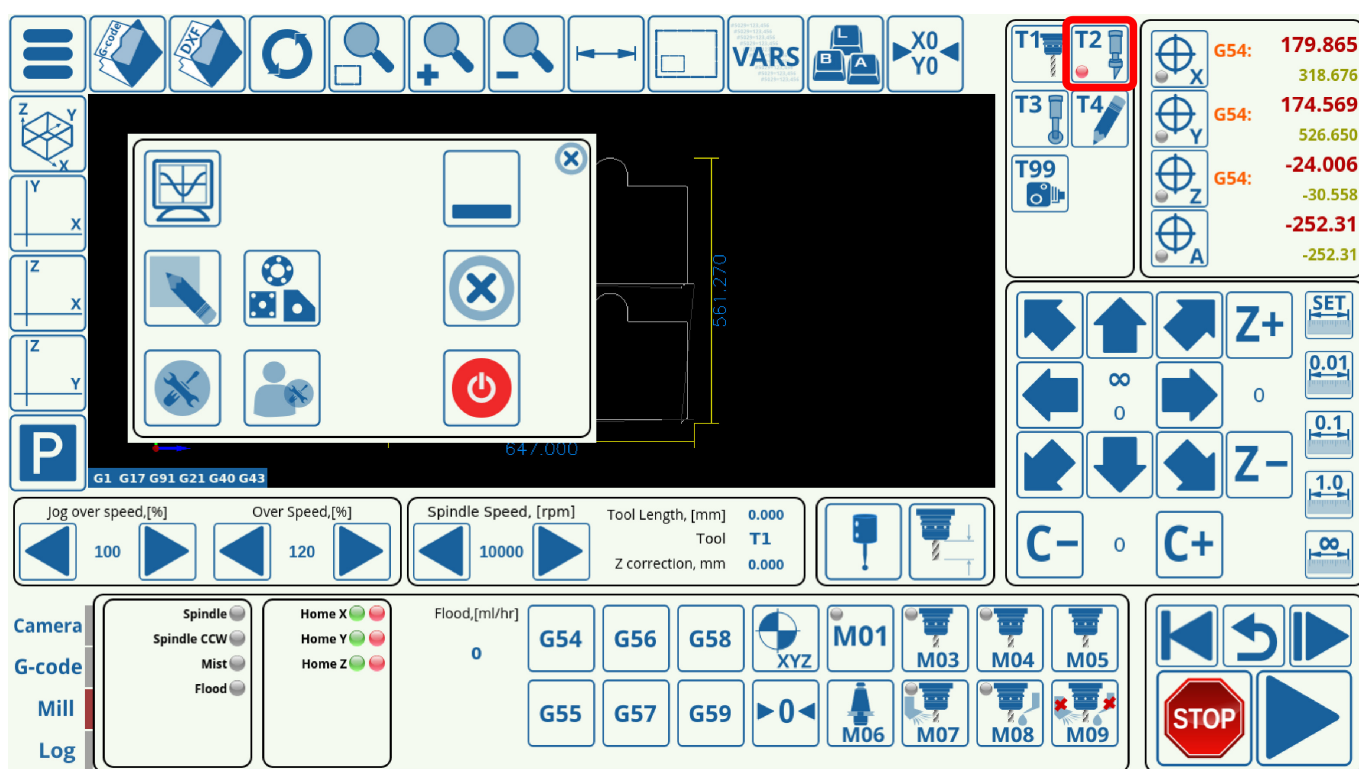 G-code
DXF
VARS
L
B
A
X0
Y0
T1
T2
T3
T4
T99
X
G54:
179.865
318.676
Y
G54:
174.569
526.650
Z
G54:
-24.006
-30.558
A
-252.31
-252.31
Z
Y
X
Y
X
Z
X
Z
Y
P
561.270
647.000
G1 G17 G91 G21 G40 G43
Z+
SET
0.01
∞
0
0
0.1
Z-
1.0
C-
0
C+
∞
Jog over speed,[%]
100
Over Speed,[%]
120
Spindle Speed, [rpm]
10000
Tool Length, [mm] 0.000
Tool T1
Z correction, mm 0.000
Camera
G-code
Mill
Log
Spindle
Spindle CCW
Mist
Flood
Home X
Home Y
Home Z
Flood,[ml/hr]
0
G54
G56
G58
XYZ
M01
M03
M04
M05
G55
G57
G59
0
M06
M07
M08
M09
STOP